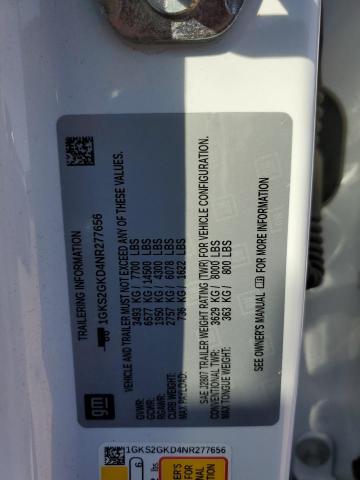 TRAILERING INFORMATION
1GKS2GKD4NR277656
VEHICLE AND TRAILER MUST NOT EXCEED ANY OF THESE VALUES.
GVWR: 3493 KG / 7700 LBS
GCWR: 6577 KG / 14500 LBS
RGAWR: 1950 KG / 4300 LBS
CURB WEIGHT: 2757 KG / 6078 LBS
MAX PAYLOAD: 736 KG / 1622 LBS
SAE J2807 TRAILER WEIGHT RATING (TWR) FOR VEHICLE CONFIGURATION.
CONVENTIONAL TWR: 3629 KG / 8000 LBS
MAX TONGUE WEIGHT: 363 KG / 800 LBS
SEE OWNER'S MANUAL FOR MORE INFORMATION
gm
1GKS2GKD4NR277656
6